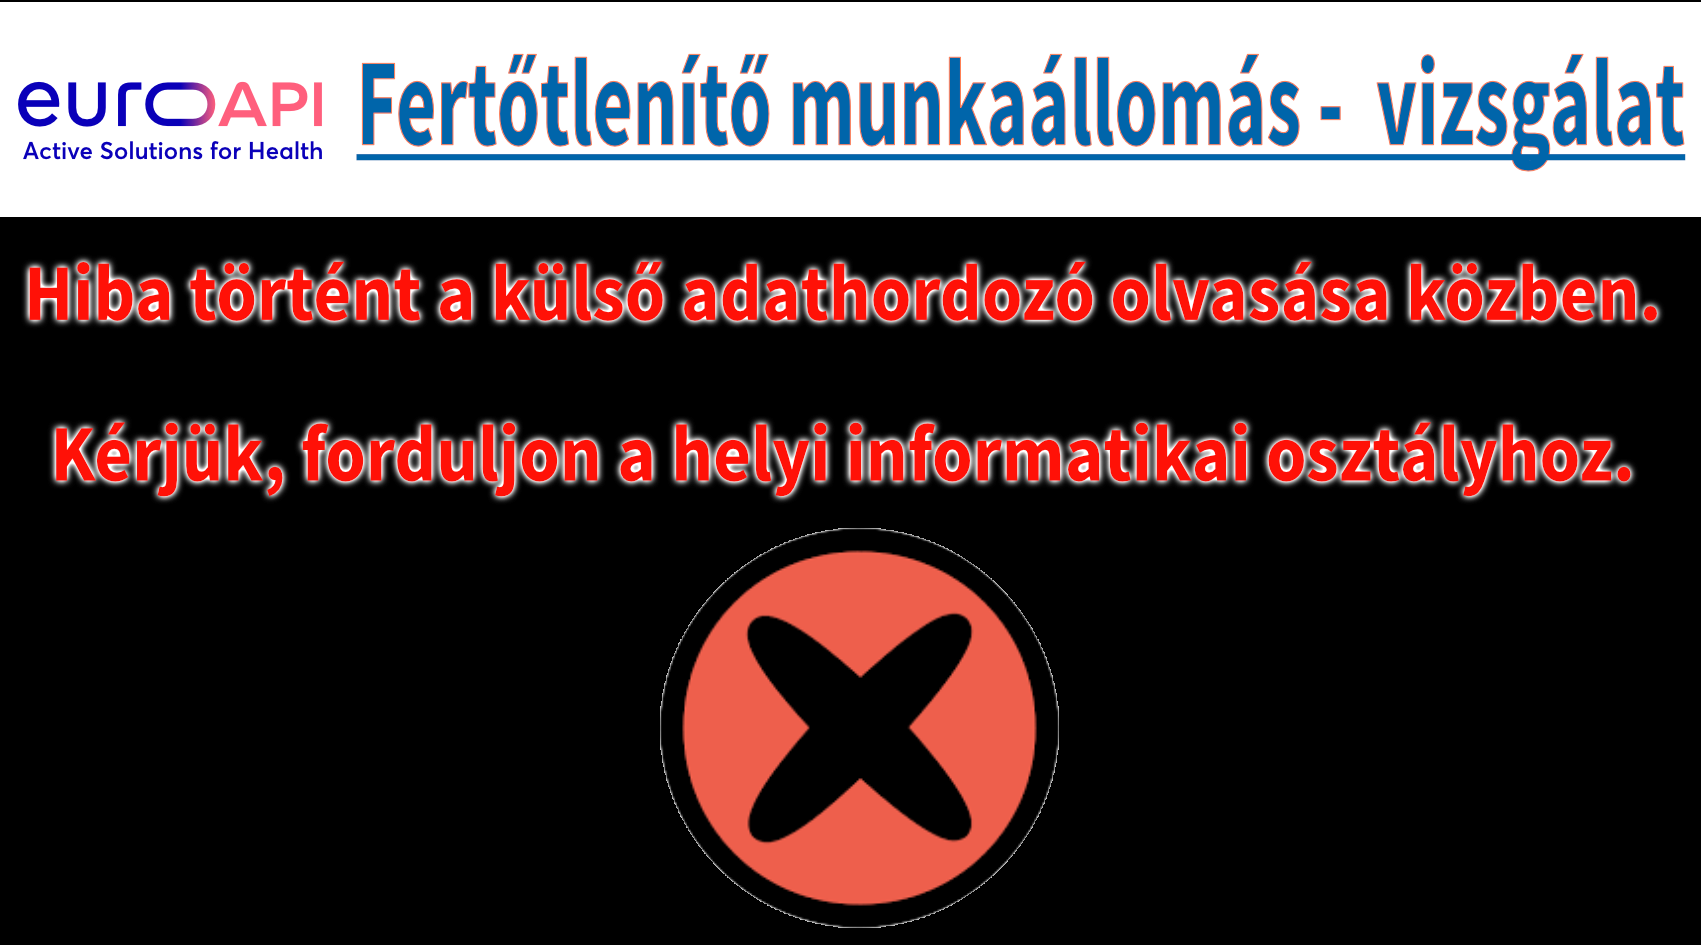 euroAPI
Active Solutions for Health
Fertőtlenítő munkaállomás - vizsgálat
Hiba történt a külső adathordozó olvasása közben.
Kérjük, forduljon a helyi informatikai osztályhoz.